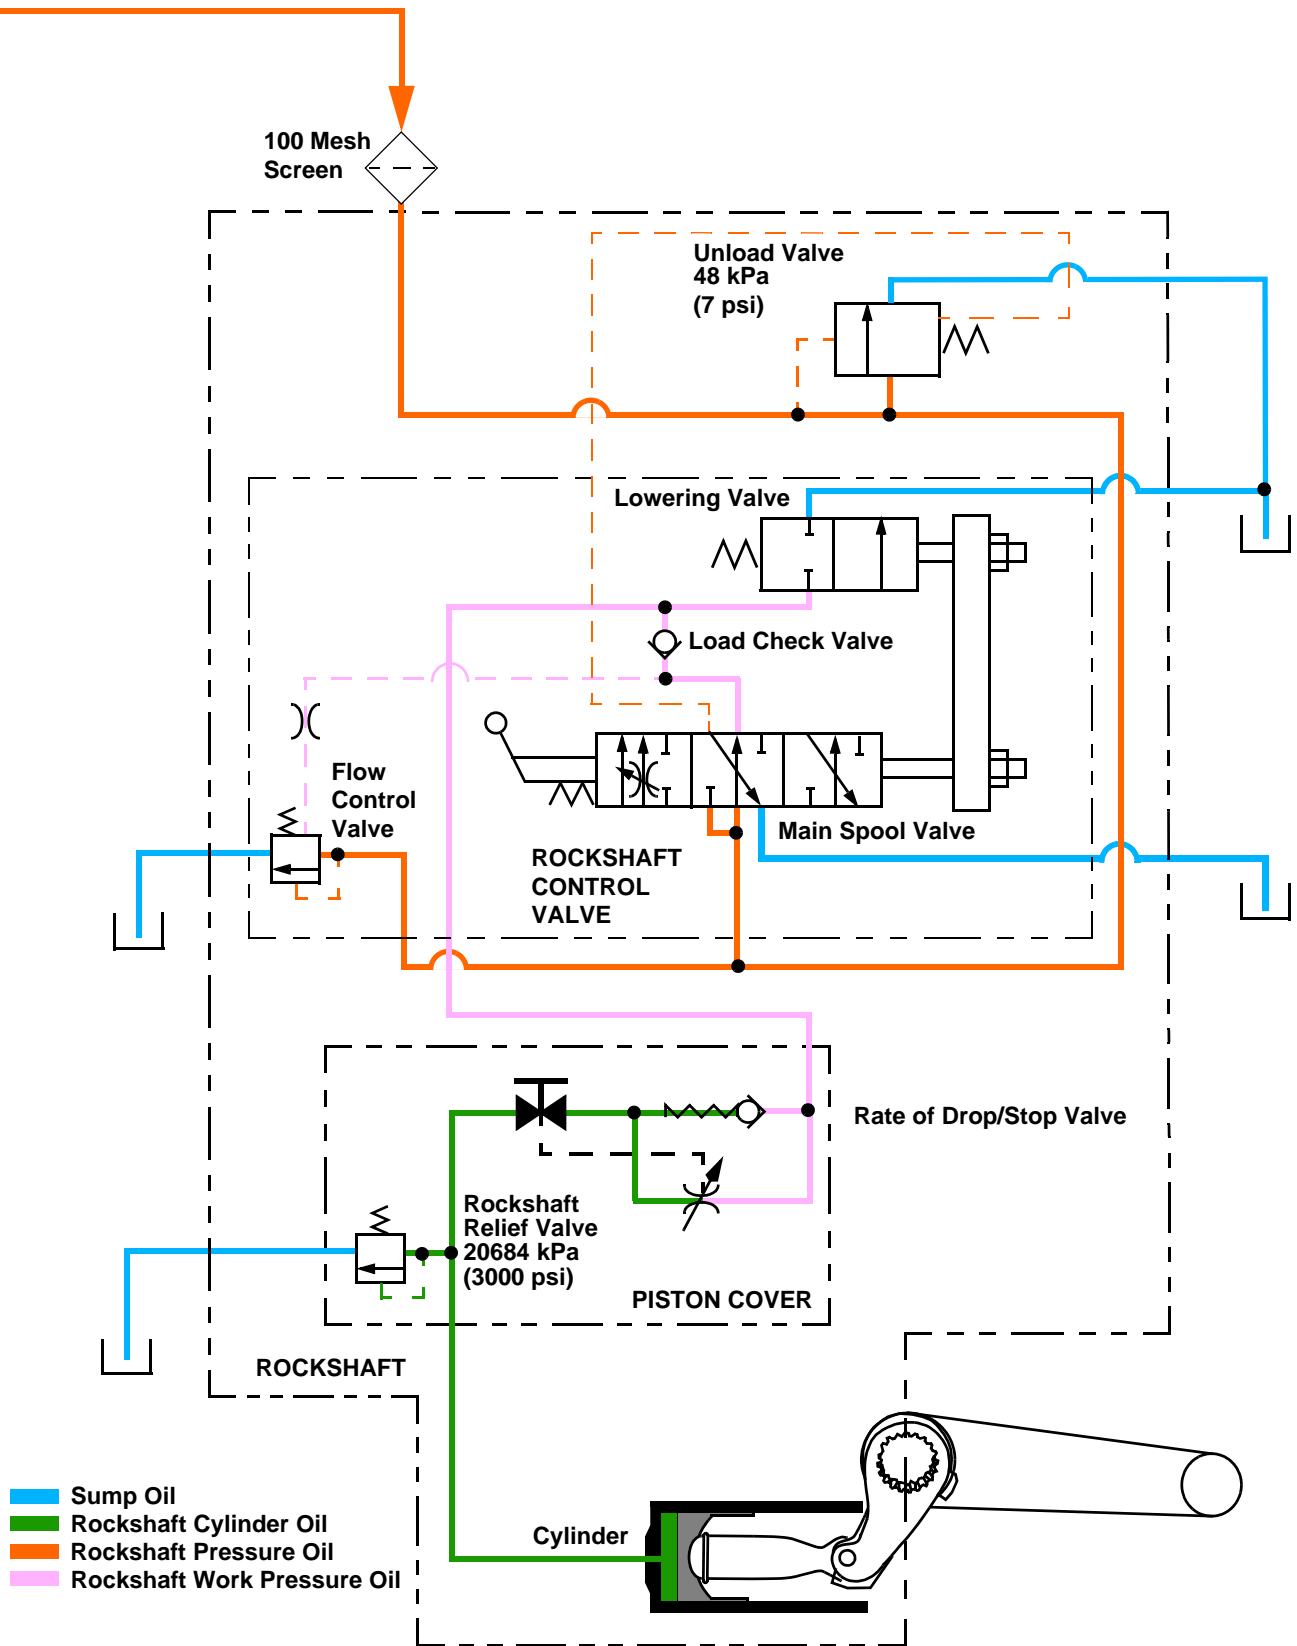 100 Mesh
Screen
Unload Valve
48 kPa
(7 psi)
Lowering Valve
Load Check Valve
Flow
Control
Valve
Main Spool Valve
ROCKSHAFT
CONTROL
VALVE
Rate of Drop/Stop Valve
Rockshaft
Relief Valve
20684 kPa
(3000 psi)
PISTON COVER
ROCKSHAFT
Sump Oil
Rockshaft Cylinder Oil
Rockshaft Pressure Oil
Rockshaft Work Pressure Oil
Cylinder